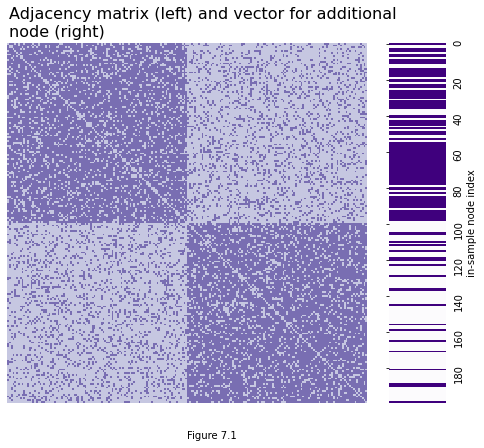 Adjacency matrix (left) and vector for additional
node (right)
0
20
40
60
80
100
120
140
160
180
in-sample node index
Figure 7.1